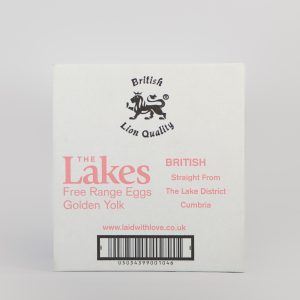 British
Lion Quality
THE
Lakes
Free Range Eggs
Golden Yolk
BRITISH
Straight From
The Lake District
Cumbria
www.laidwithlove.co.uk
05034399001046